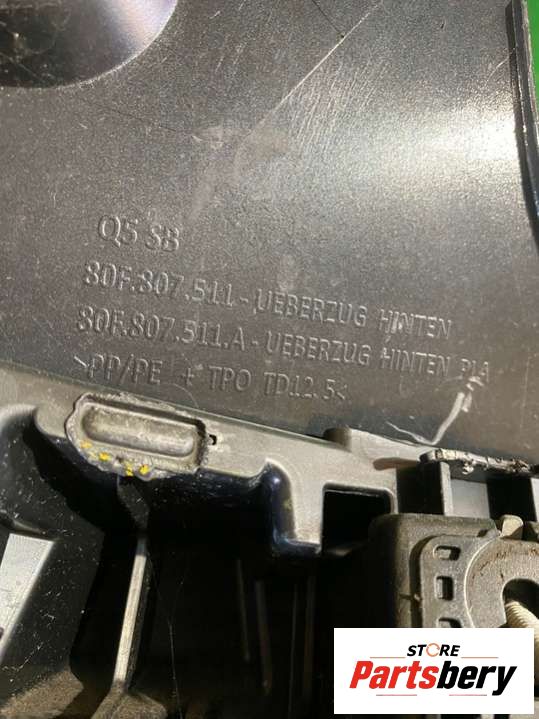 Q5 SB
80F.807.511 - UEBERZUG HINTEN
80F.807.511.A - UEBERZUG HINTEN PLA
>PP/PE + TPO TD12.5<
STORE
Partsbery